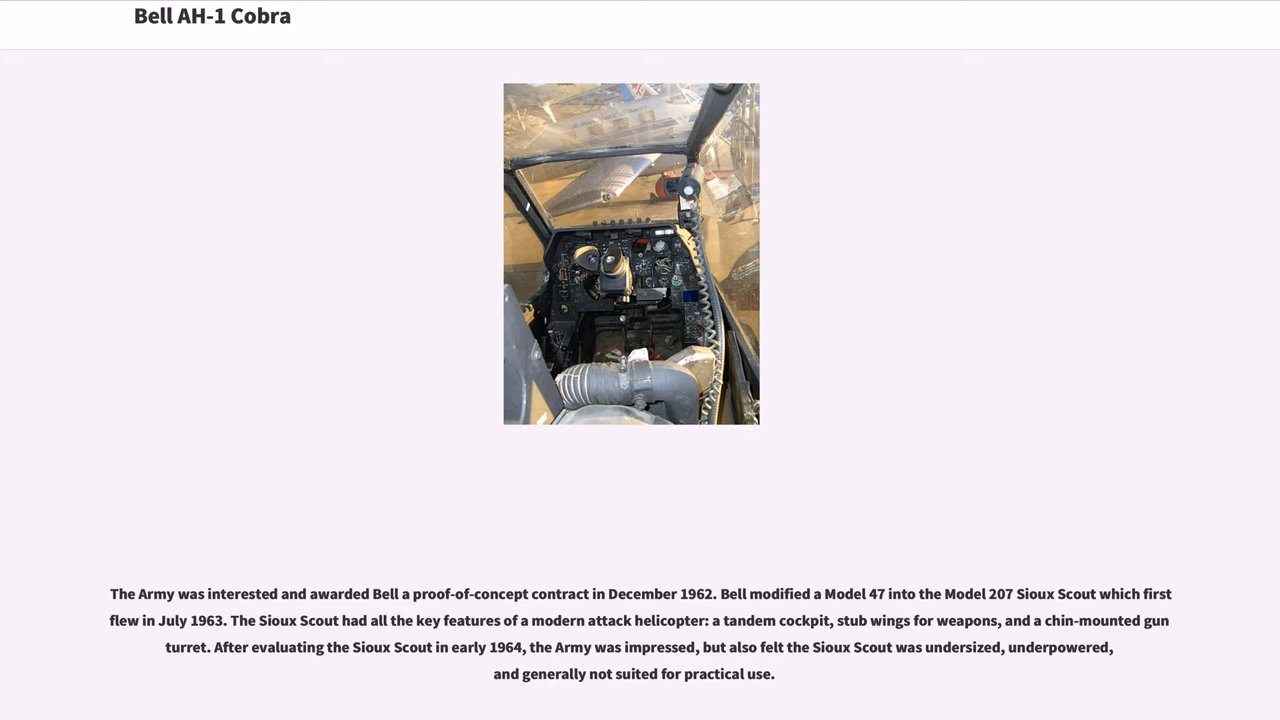 Bell AH-1 Cobra
The Army was interested and awarded Bell a proof-of-concept contract in December 1962. Bell modified a Model 47 into the Model 207 Sioux Scout which first
flew in July 1963. The Sioux Scout had all the key features of a modern attack helicopter: a tandem cockpit, stub wings for weapons, and a chin-mounted gun
turret. After evaluating the Sioux Scout in early 1964, the Army was impressed, but also felt the Sioux Scout was undersized, underpowered,
and generally not suited for practical use.